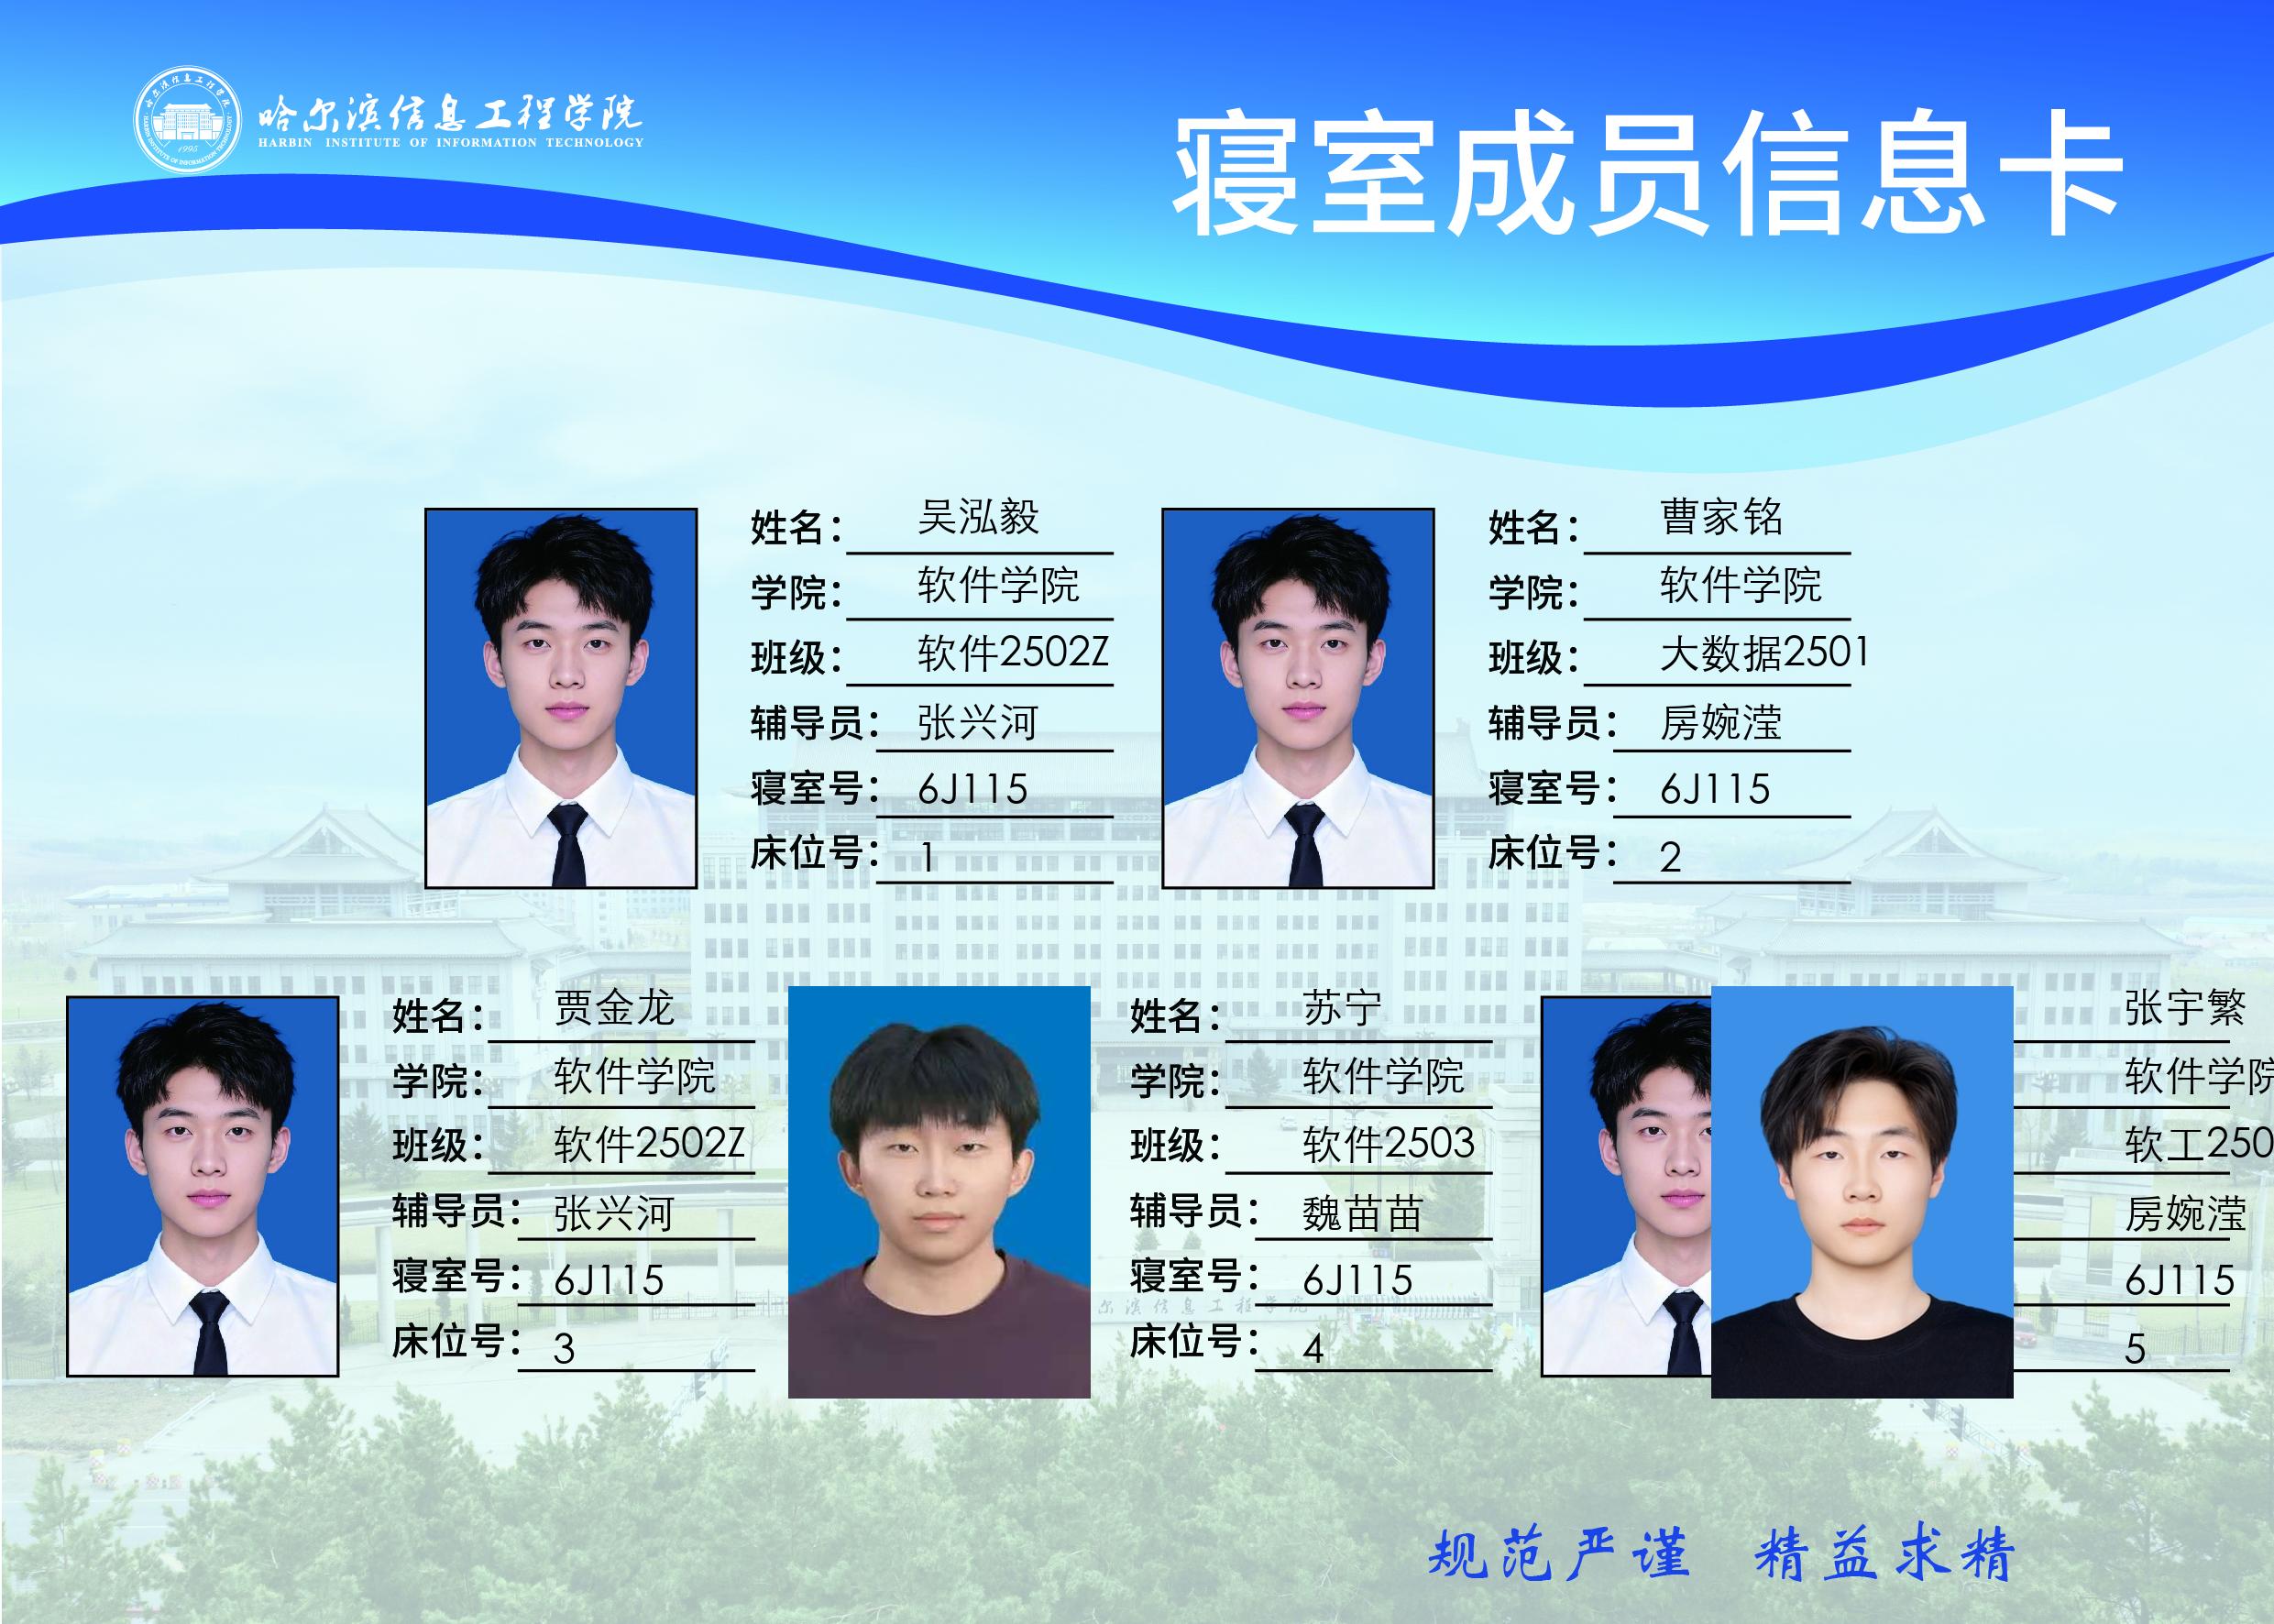 哈尔滨信息工程学院
HARBIN INSTITUTE OF INFORMATION TECHNOLOGY
1995
寝室成员信息卡
姓名： 吴泓毅
学院： 软件学院
班级： 软件2502Z
辅导员： 张兴河
寝室号： 6J115
床位号： 1
姓名： 曹家铭
学院： 软件学院
班级： 大数据2501
辅导员： 房婉滢
寝室号： 6J115
床位号： 2
姓名： 贾金龙
学院： 软件学院
班级： 软件2502Z
辅导员： 张兴河
寝室号： 6J115
床位号： 3
姓名： 苏宁
学院： 软件学院
班级： 软件2503
辅导员： 魏苗苗
寝室号： 6J115
床位号： 4
张宇繁
软件学院
软工250
房婉滢
6J115
5
规范严谨 精益求精